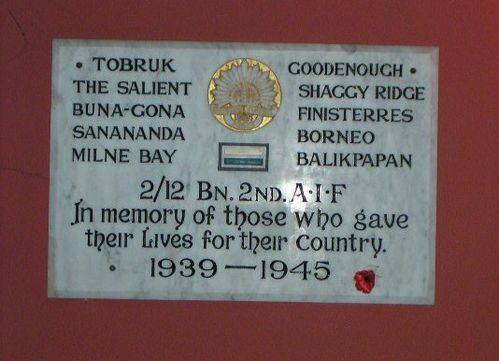 TOBRUK
THE SALIENT
BUNA-GONA
SANANANDA
MILNE BAY
GOODENOUGH
SHAGGY RIDGE
FINISTERRES
BORNEO
BALIKPAPAN
2/12 BN. 2ND. A·I·F
In memory of those who gave
their Lives for their Country.
1939 — 1945